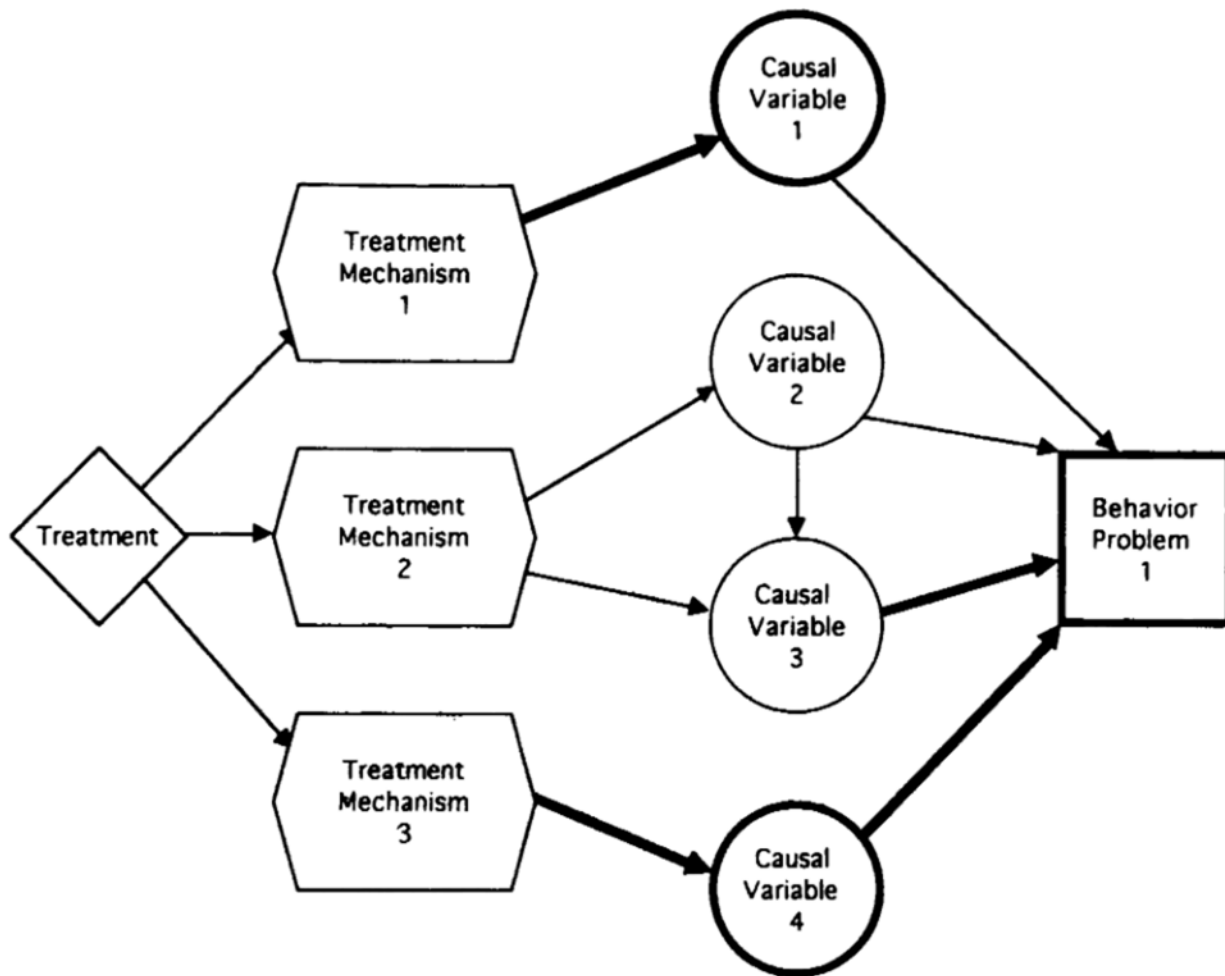 Causal
Variable
1
Treatment
Mechanism
1
Causal
Variable
2
Treatment
Treatment
Mechanism
2
Behavior
Problem
1
Causal
Variable
3
Treatment
Mechanism
3
Causal
Variable
4